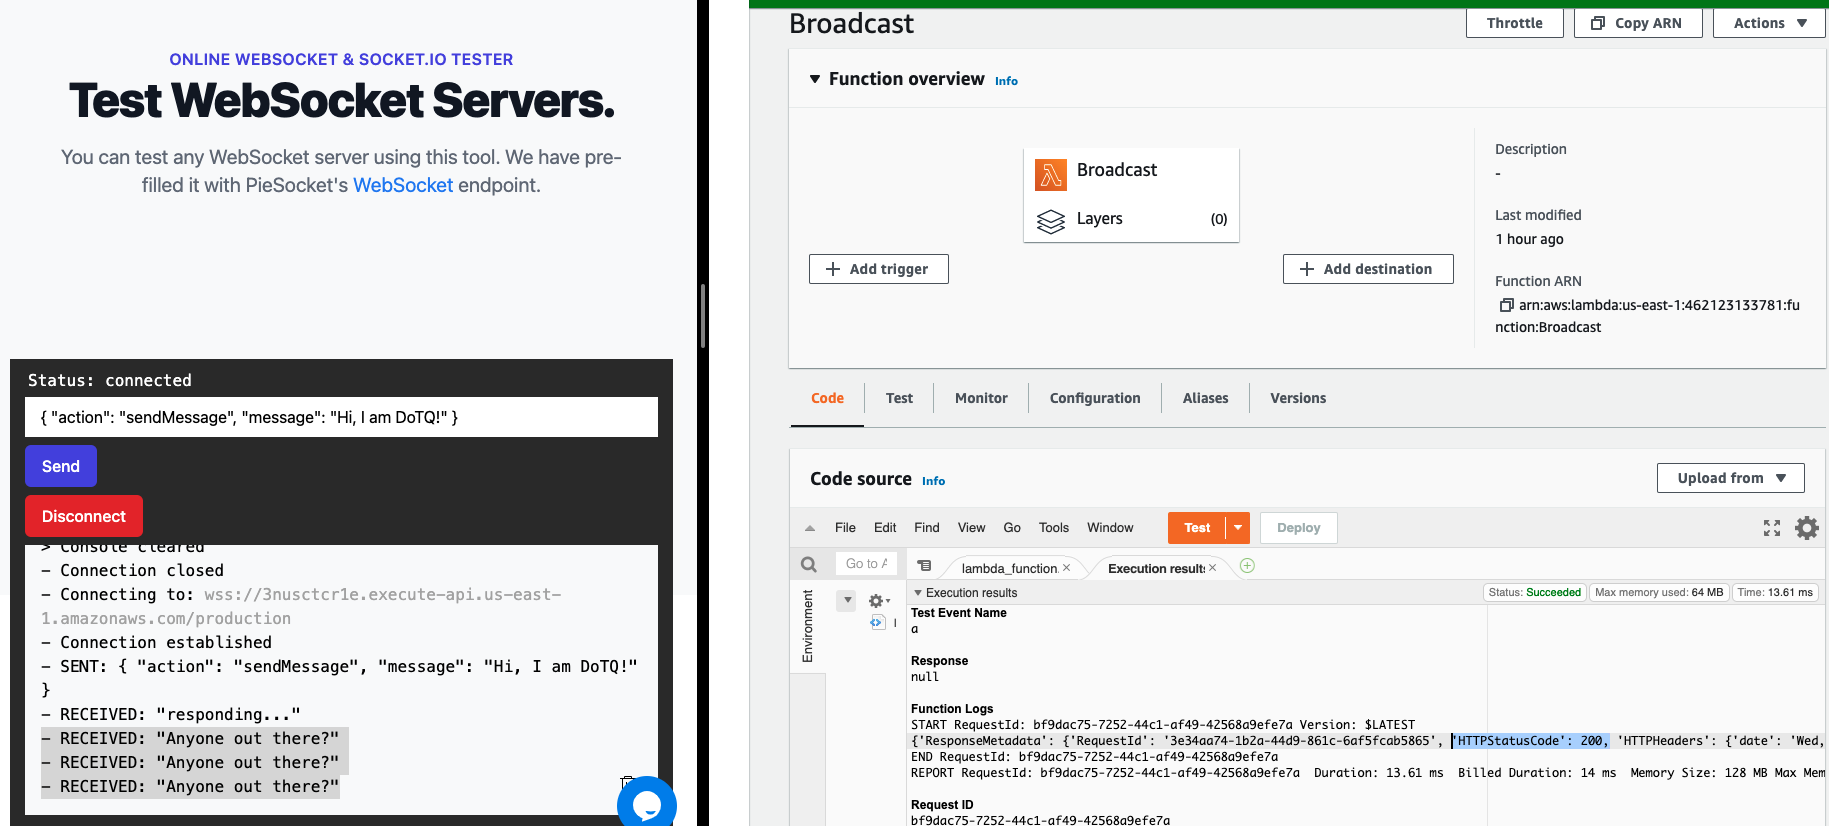 ONLINE WEBSOCKET & SOCKET.IO TESTER
Test WebSocket Servers.
You can test any WebSocket server using this tool. We have pre-
filled it with PieSocket's WebSocket endpoint.
Status: connected
{ "action": "sendMessage", "message": "Hi, I am DoTQ!" }
Send
Disconnect
> Console cleared
- Connection closed
- Connecting to: wss://3nusctcr1e.execute-api.us-east-
1.amazonaws.com/production
- Connection established
- SENT: { "action": "sendMessage", "message": "Hi, I am DoTQ!"
}
- RECEIVED: "responding..."
- RECEIVED: "Anyone out there?"
- RECEIVED: "Anyone out there?"
- RECEIVED: "Anyone out there?"
Broadcast
Throttle
Copy ARN
Actions
Function overview Info
Broadcast
Layers (0)
+ Add trigger
+ Add destination
Description
-
Last modified
1 hour ago
Function ARN
arn:aws:lambda:us-east-1:462123133781:fu
nction:Broadcast
Code Test Monitor Configuration Aliases Versions
Code source Info
Upload from
File Edit Find View Go Tools Window Test Deploy
Go to A
lambda_function.
Execution results
Environment
Execution results
Status: Succeeded Max memory used: 64 MB Time: 13.61 ms
Test Event Name
a
Response
null
Function Logs
START RequestId: bf9dac75-7252-44c1-af49-42568a9efe7a Version: $LATEST
{'ResponseMetadata': {'RequestId': '3e34aa74-1b2a-44d9-861c-6af5fcab5865', 'HTTPStatusCode': 200, 'HTTPHeaders': {'date': 'Wed,
END RequestId: bf9dac75-7252-44c1-af49-42568a9efe7a
REPORT RequestId: bf9dac75-7252-44c1-af49-42568a9efe7a Duration: 13.61 ms Billed Duration: 14 ms Memory Size: 128 MB Max Mem
Request ID
bf9dac75-7252-44c1-af49-42568a9efe7a